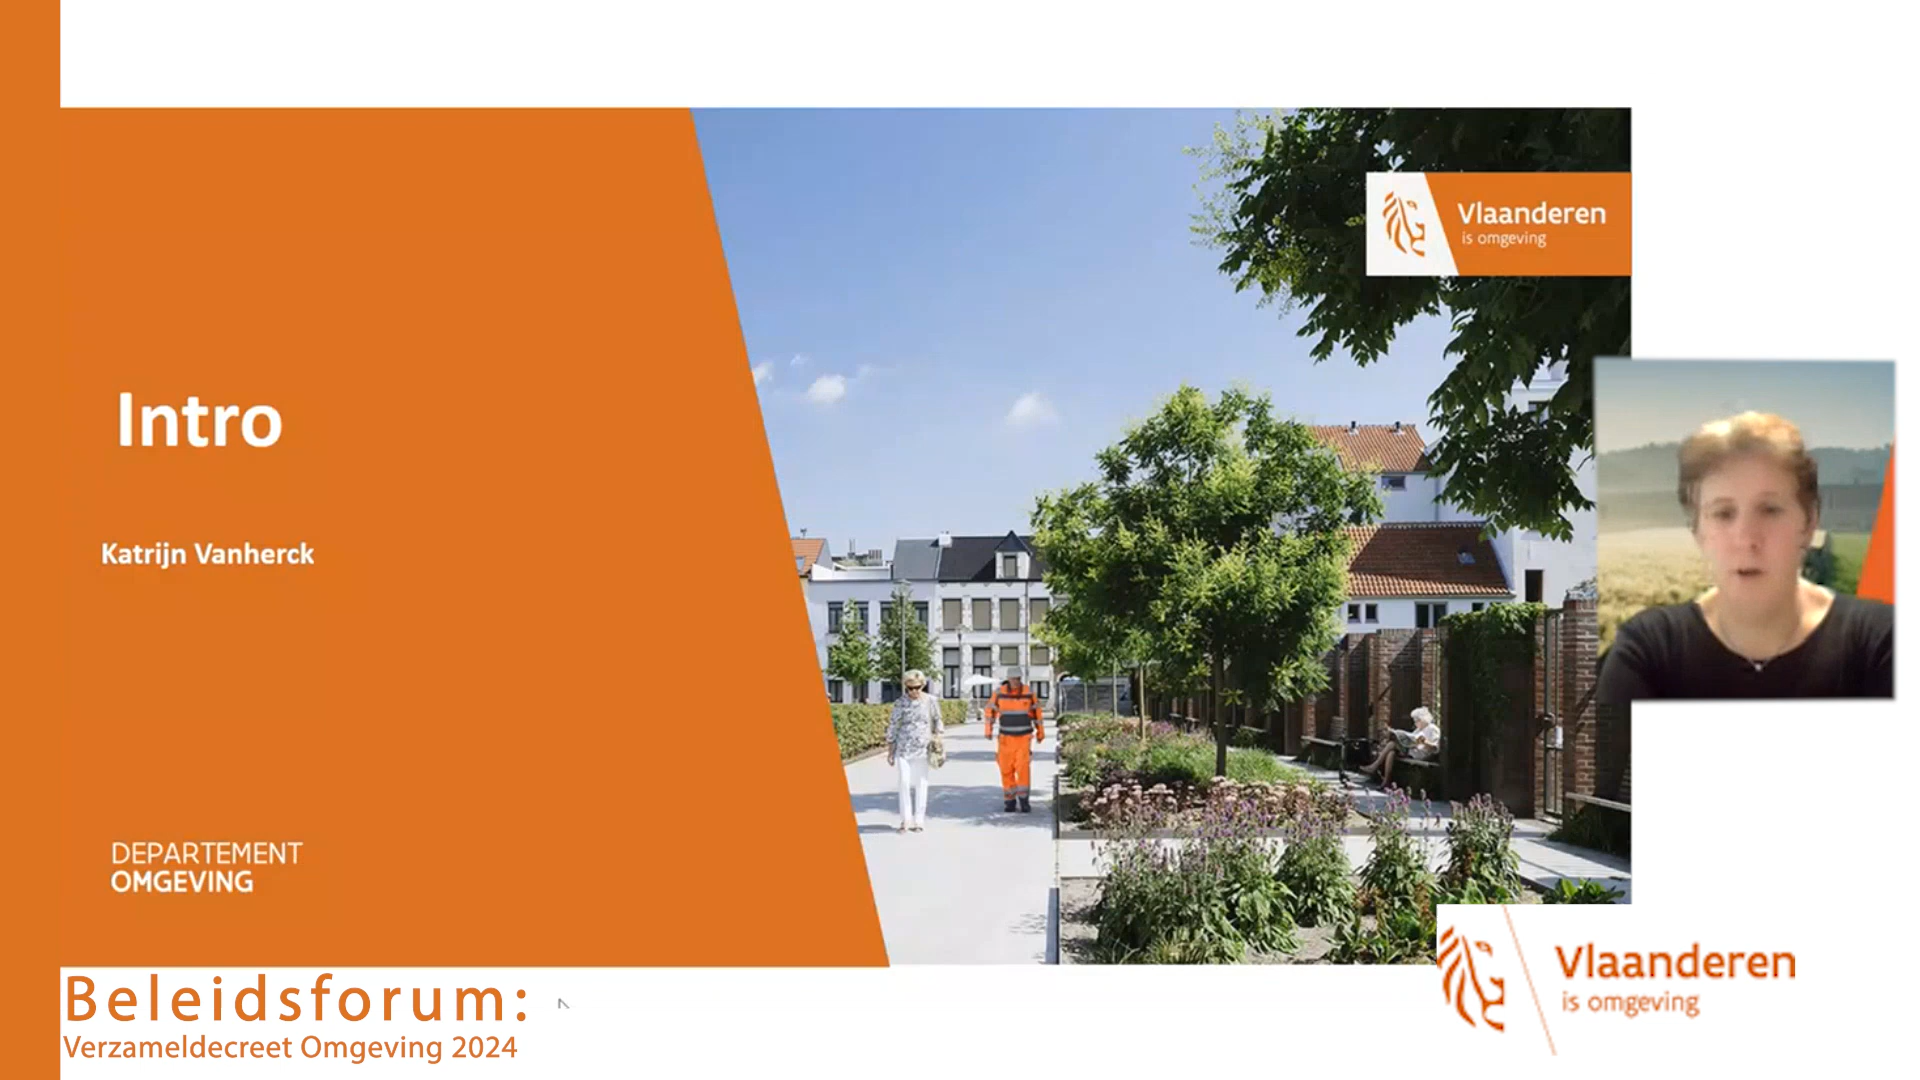 Vlaanderen
is omgeving
Intro
Katrijn Vanherck
DEPARTEMENT
OMGEVING
Beleidsforum:
Verzameldecreet Omgeving 2024
Vlaanderen
is omgeving